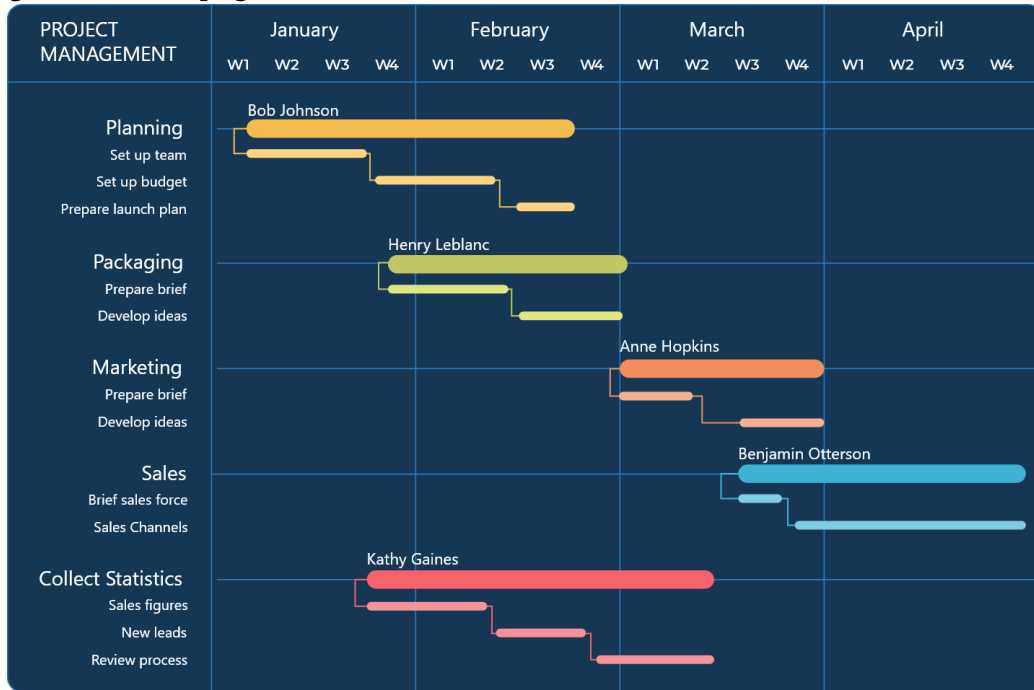 PROJECT
MANAGEMENT
January February March April
W1 W2 W3 W4 W1 W2 W3 W4 W1 W2 W3 W4 W1 W2 W3 W4
Bob Johnson
Planning
Set up team
Set up budget
Prepare launch plan
Henry Leblanc
Packaging
Prepare brief
Develop ideas
Anne Hopkins
Marketing
Prepare brief
Develop ideas
Benjamin Otterson
Sales
Brief sales force
Sales Channels
Kathy Gaines
Collect Statistics
Sales figures
New leads
Review process